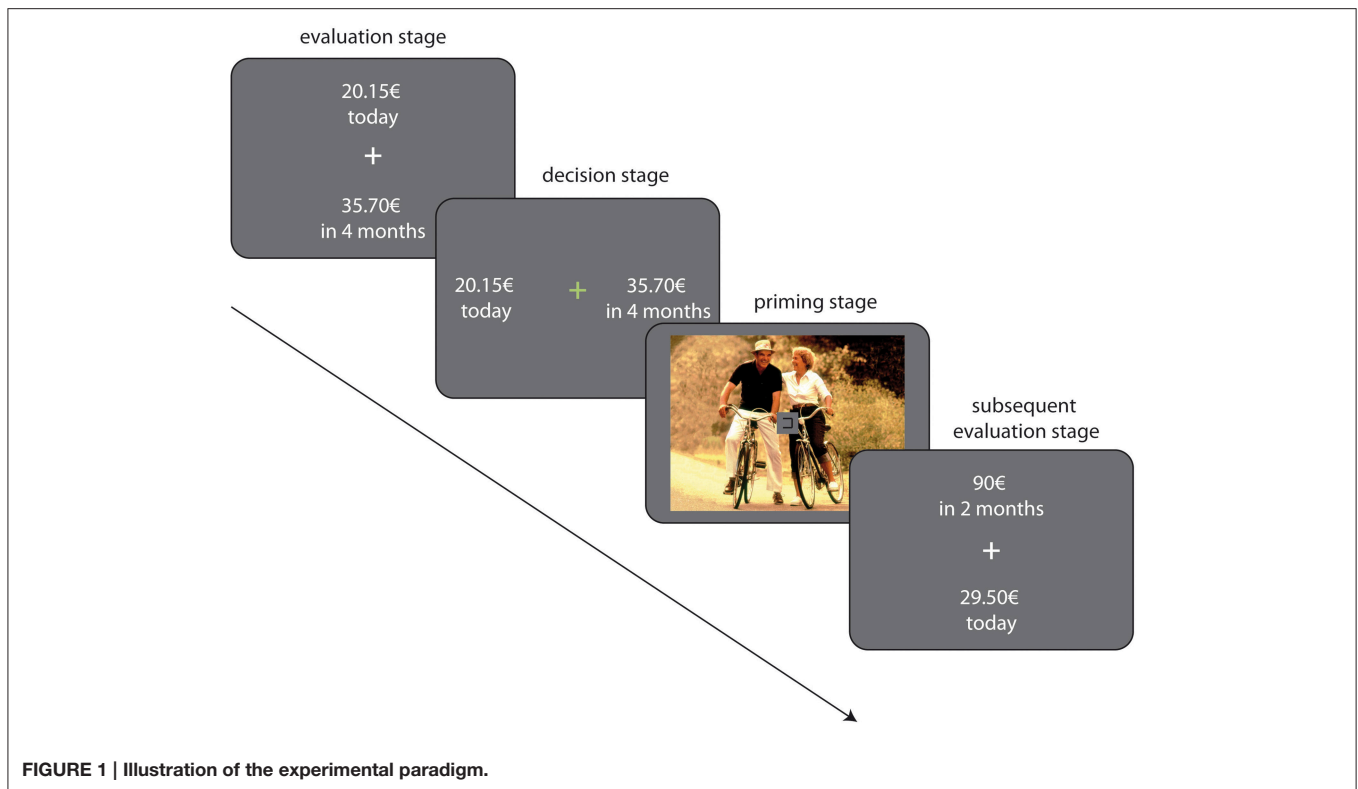 evaluation stage
20.15€
today
+
35.70€
in 4 months
decision stage
20.15€
today
+
35.70€
in 4 months
priming stage
subsequent
evaluation stage
90€
in 2 months
+
29.50€
today
FIGURE 1 | Illustration of the experimental paradigm.